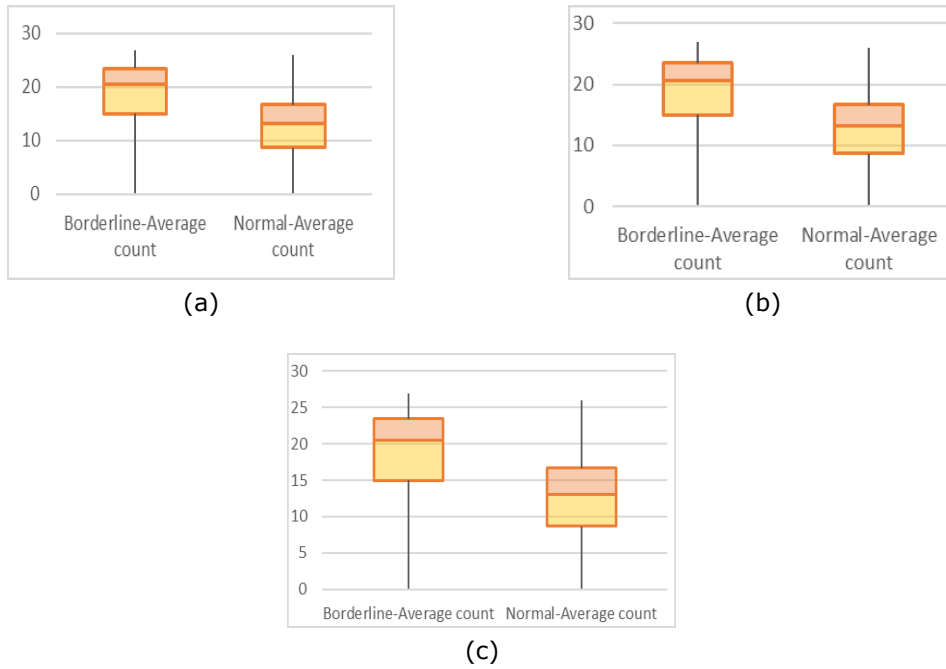 30
20
10
0
Borderline-Average
count
Normal-Average
count
(a)
30
20
10
0
Borderline-Average
count
Normal-Average
count
(b)
30
25
20
15
10
5
0
Borderline-Average count
Normal-Average count
(c)